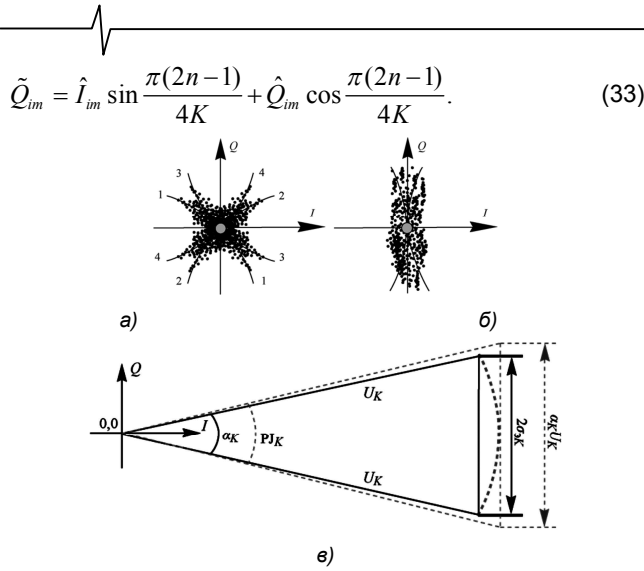 Q̃_im = Î_im sin π(2n−1)/4K + Q̂_im cos π(2n−1)/4K. (33)
Q
3 4
1 2
I
4 3
2 1
Q
I
а) б)
Q
0,0
I
α_K
PJ_K
U_K
U_K
2σ_зK
α_K U_K
в)